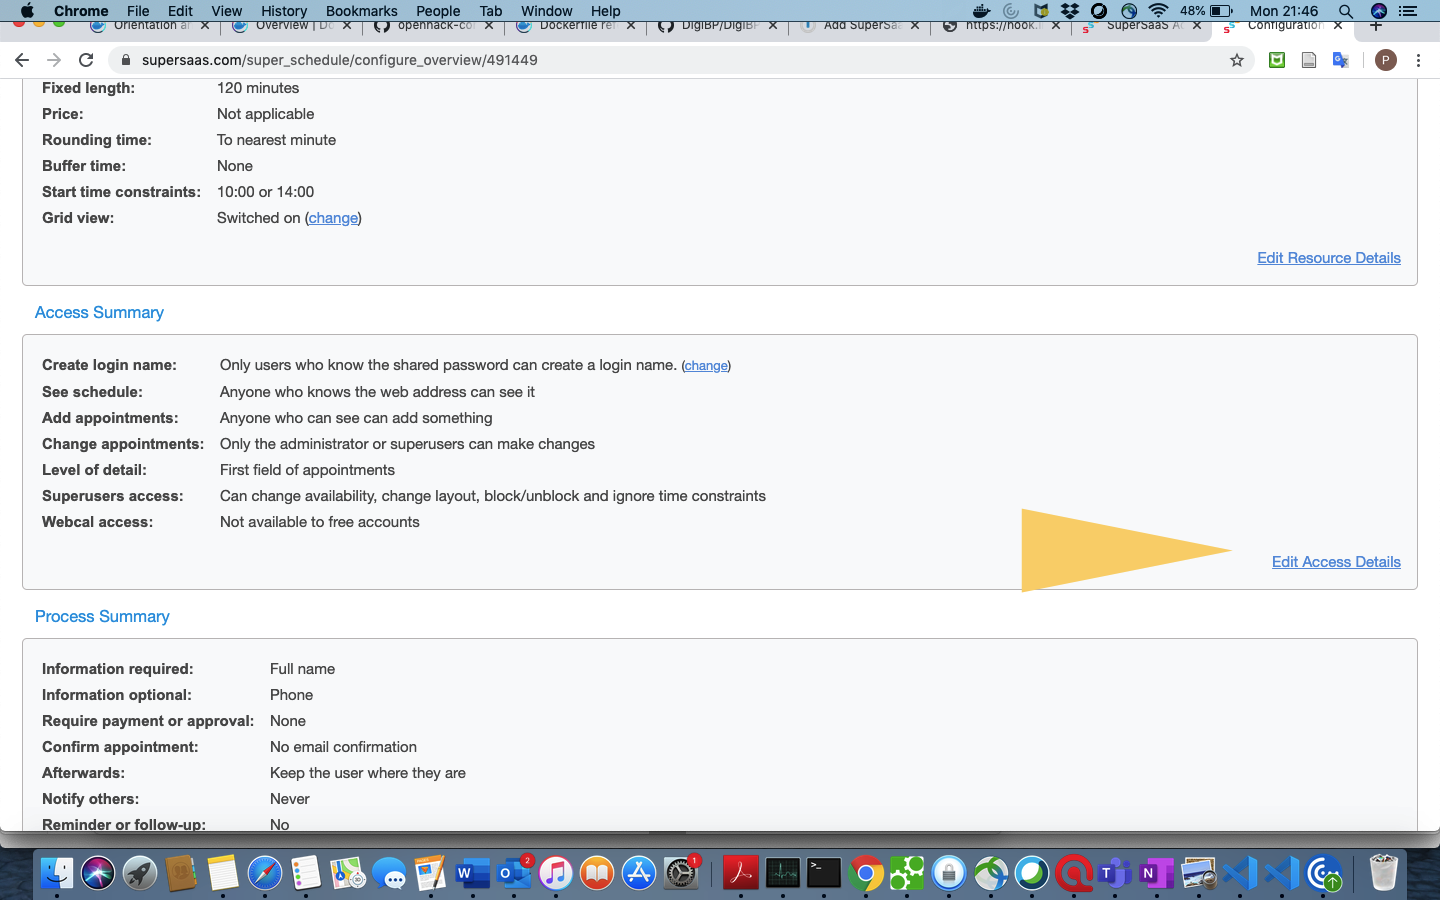 Chrome File Edit View History Bookmarks People Tab Window Help 48% Mon 21:46
Orientation a Overview | Do openhack-co Dockerfile re DigiBP/DigiBP Add SuperSa https://hook.i SuperSaaS A Configuration
supersaas.com/super_schedule/configure_overview/491449 P
Fixed length: 120 minutes
Price: Not applicable
Rounding time: To nearest minute
Buffer time: None
Start time constraints: 10:00 or 14:00
Grid view: Switched on (change)
Edit Resource Details
Access Summary
Create login name: Only users who know the shared password can create a login name. (change)
See schedule: Anyone who knows the web address can see it
Add appointments: Anyone who can see can add something
Change appointments: Only the administrator or superusers can make changes
Level of detail: First field of appointments
Superusers access: Can change availability, change layout, block/unblock and ignore time constraints
Webcal access: Not available to free accounts
Edit Access Details
Process Summary
Information required: Full name
Information optional: Phone
Require payment or approval: None
Confirm appointment: No email confirmation
Afterwards: Keep the user where they are
Notify others: Never
Reminder or follow-up: No
2 1